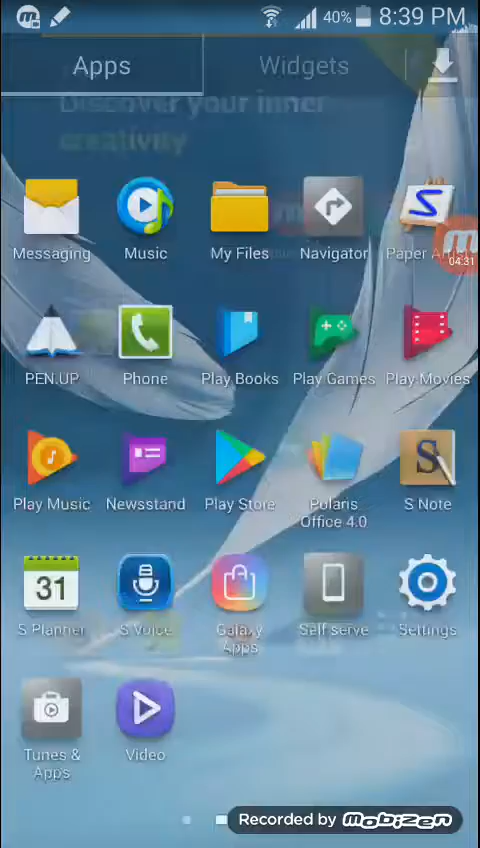 40% 8:39 PM
Apps Widgets
Discover your inner
creativity
Messaging Music My Files Navigator Paper Artist
04:31
PEN.UP Phone Play Books Play Games Play Movies
Play Music Newsstand Play Store Polaris Office 4.0 S Note
31
S Planner S Voice Galaxy Apps Self serve Settings
Tunes & Apps Video
Recorded by mobizen